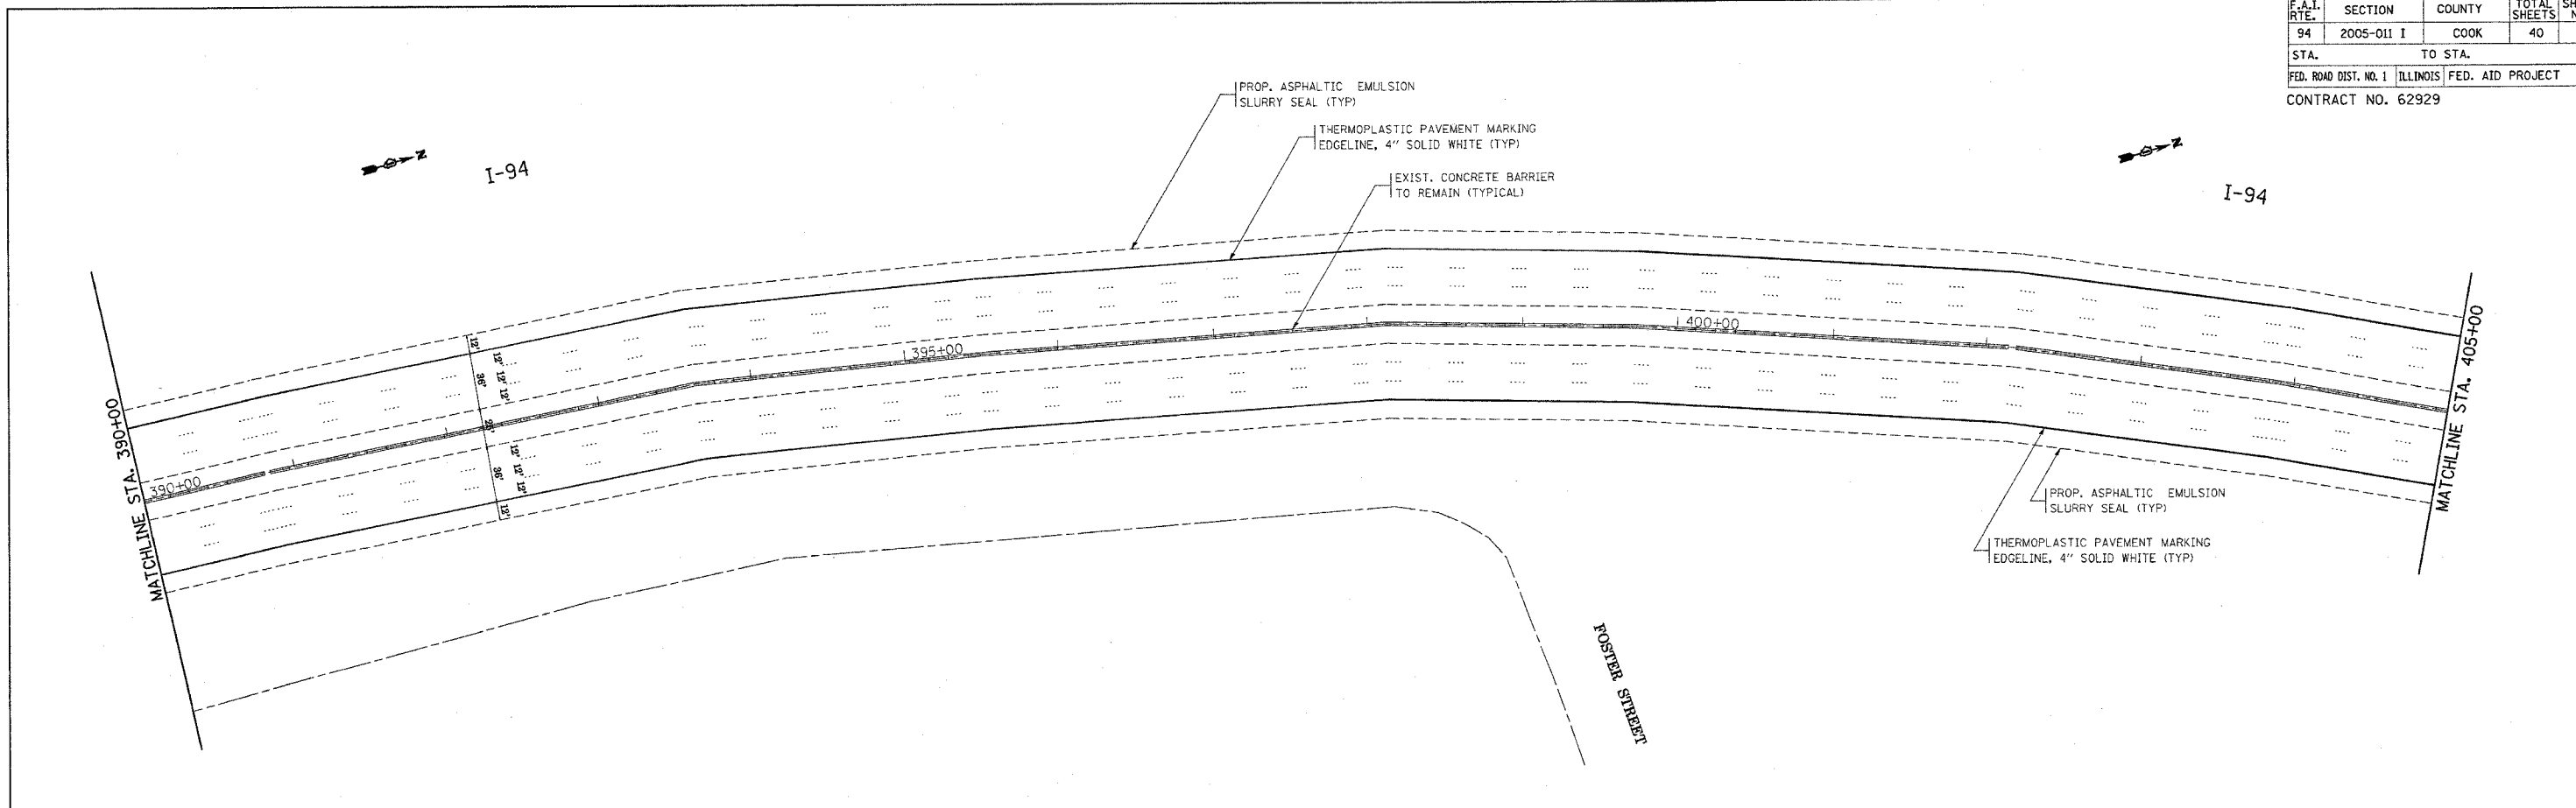 F.A.I. RTE. SECTION COUNTY TOTAL SHEETS
94 2005-011 I COOK 40
STA. TO STA.
FED. ROAD DIST. NO. 1 ILLINOIS FED. AID PROJECT
CONTRACT NO. 62929
PROP. ASPHALTIC EMULSION
SLURRY SEAL (TYP)
THERMOPLASTIC PAVEMENT MARKING
EDGELINE, 4" SOLID WHITE (TYP)
EXIST. CONCRETE BARRIER
TO REMAIN (TYPICAL)
Z
I-94
Z
I-94
MATCHLINE STA. 390+00
390+00
12'
12' 12' 12'
36'
12' 12' 12'
36'
12'
395+00
400+00
MATCHLINE STA. 405+00
PROP. ASPHALTIC EMULSION
SLURRY SEAL (TYP)
THERMOPLASTIC PAVEMENT MARKING
EDGELINE, 4" SOLID WHITE (TYP)
FOSTER STREET